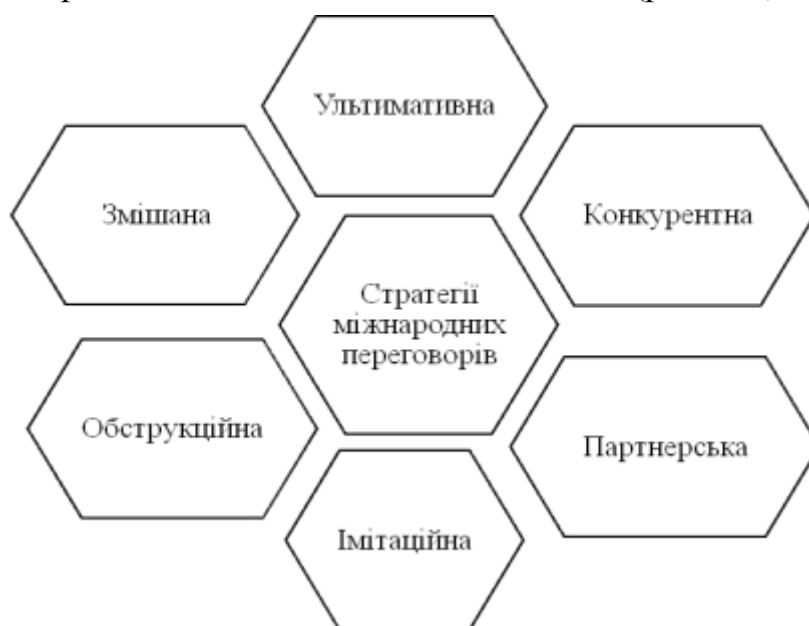 Ультимативна
Змішана
Конкурентна
Стратегії
міжнародних
переговорів
Обструкційна
Партнерська
Імітаційна